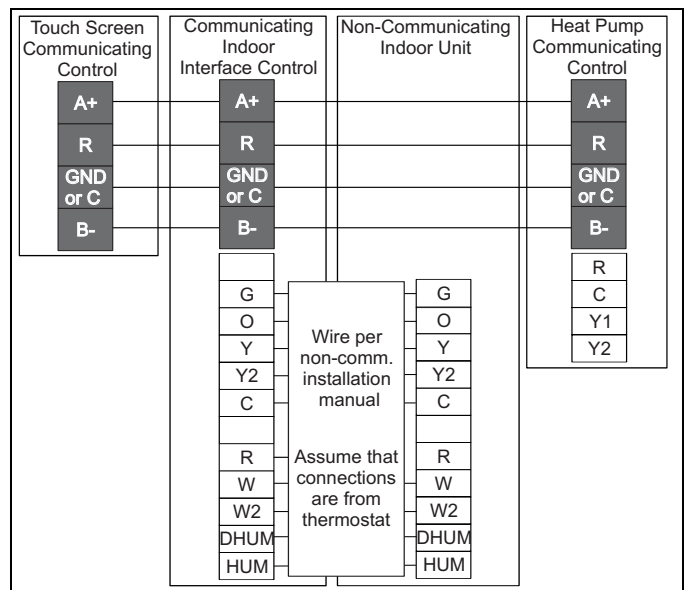 Touch Screen
Communicating
Control
A+
R
GND
or C
B-
Communicating
Indoor
Interface Control
A+
R
GND
or C
B-
G
O
Y
Y2
C
R
W
W2
DHUM
HUM
Wire per
non-comm.
installation
manual
Assume that
connections
are from
thermostat
Non-Communicating
Indoor Unit
G
O
Y
Y2
C
R
W
W2
DHUM
HUM
Heat Pump
Communicating
Control
A+
R
GND
or C
B-
R
C
Y1
Y2